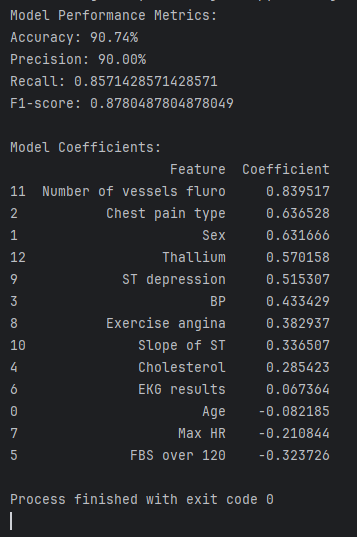 Model Performance Metrics:
Accuracy: 90.74%
Precision: 90.00%
Recall: 0.8571428571428571
F1-score: 0.8780487804878049
Model Coefficients:
Feature Coefficient
11 Number of vessels fluro 0.839517
2 Chest pain type 0.636528
1 Sex 0.631666
12 Thallium 0.570158
9 ST depression 0.515307
3 BP 0.433429
8 Exercise angina 0.382937
10 Slope of ST 0.336507
4 Cholesterol 0.285423
6 EKG results 0.067364
0 Age -0.082185
7 Max HR -0.210844
5 FBS over 120 -0.323726
Process finished with exit code 0